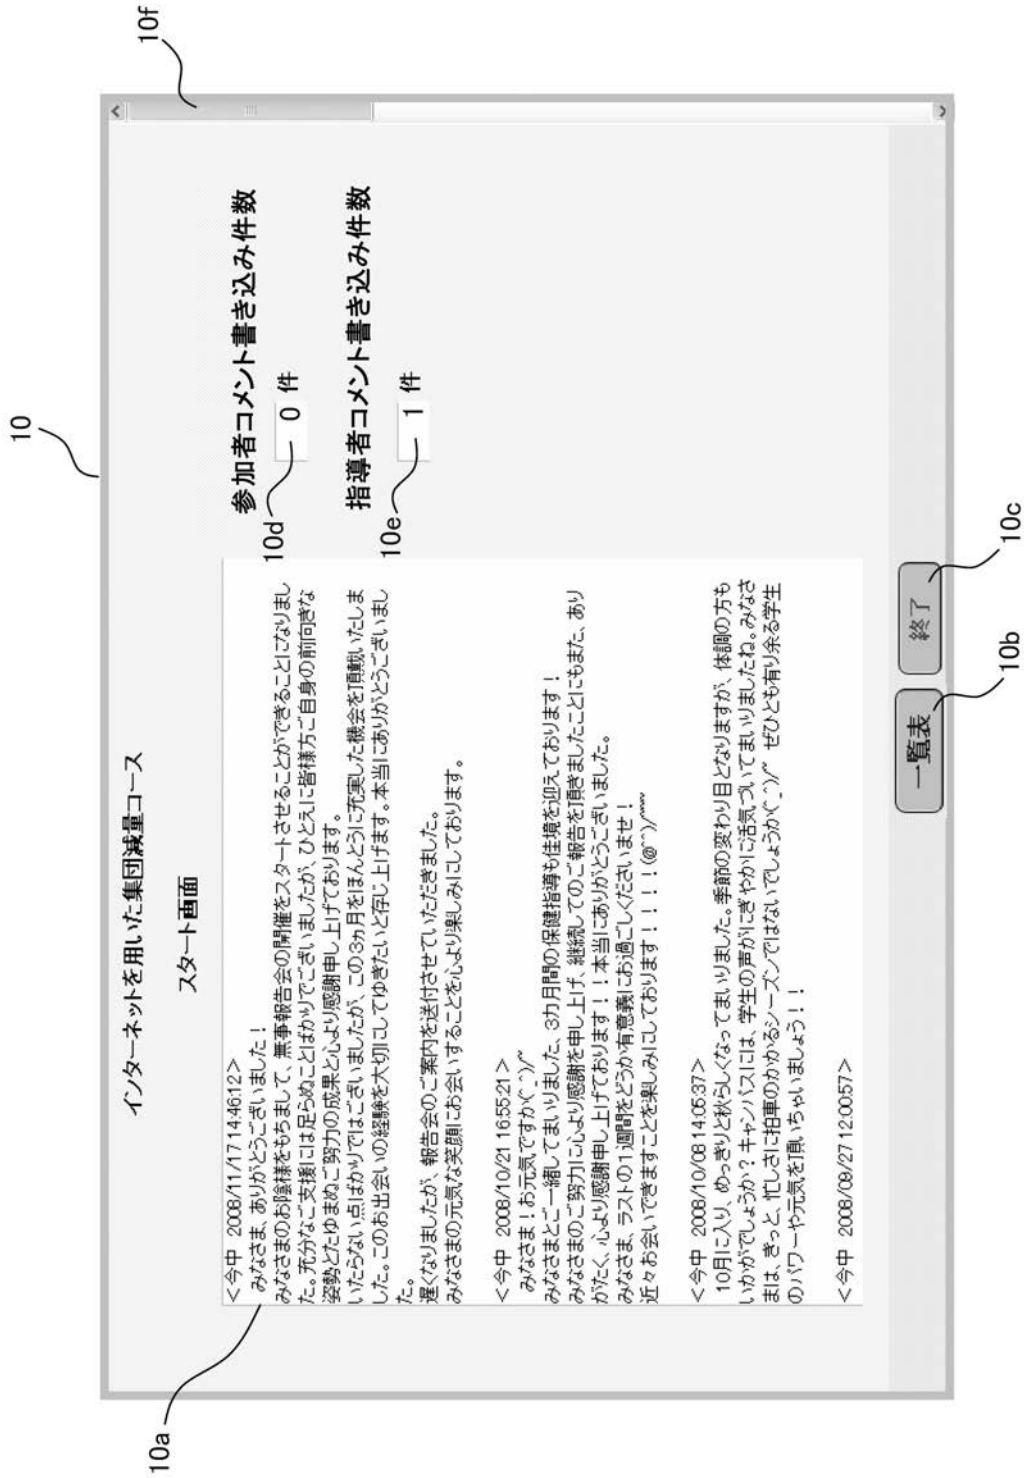 10
10f
インターネットを用いた集団減量コース
スタート画面
10a
<今中 2008/11/17 14:46:12>
みなさま、ありがとうございました！
みなさまのお陰様をもちまして、無事報告会の開催をスタートさせることができることになりまし
た。充分なご支援には足らぬことばかりでございましたが、ひとえに皆様方ご自身の前向きな
姿勢とたゆまぬご努力の成果と心より感謝申し上げております。
いたらない点ばかりではございましたが、この3ヵ月をほんとうに充実した機会を頂戴いたしま
した。このお出会いの経験を大切にしてゆきたいと存じ上げます。本当にありがとうございまし
た。
遅くなりましたが、報告会のご案内を送付させていただきました。
みなさまの元気な笑顔にお会いすることを心より楽しみにしております。
<今中 2008/10/21 16:55:21>
みなさま！お元気ですか(^_^)/~
みなさまとご一緒してまいりました、3カ月間の保健指導も佳境を迎えております！
みなさまのご努力に心より感謝を申し上げ、継続してのご報告を頂きましたことにもまた、あり
がたく、心より感謝申し上げております！！本当にありがとうございました。
みなさま、ラストの1週間をどうか有意義にお過ごしくださいませ！
近々お会いできますことを楽しみにしております！！！！(@^^)/~~~
<今中 2008/10/08 14:05:37>
10月に入り、めっきりと秋らしくなってまいりました。季節の変わり目となりますが、体調の方も
いかがでしょうか？キャンパスには、学生の声がにぎやかに活気づいてまいりましたね。みなさ
まは、きっと、忙しさに拍車のかかるシーズンではないでしょうか(^_^)/~ ぜひとも有り余る学生
のパワーや元気を頂いちゃいましょう！！
<今中 2008/09/27 12:00:57>
参加者コメント書き込み件数
10d
0 件
指導者コメント書き込み件数
10e
1 件
一覧表
終了
10b
10c